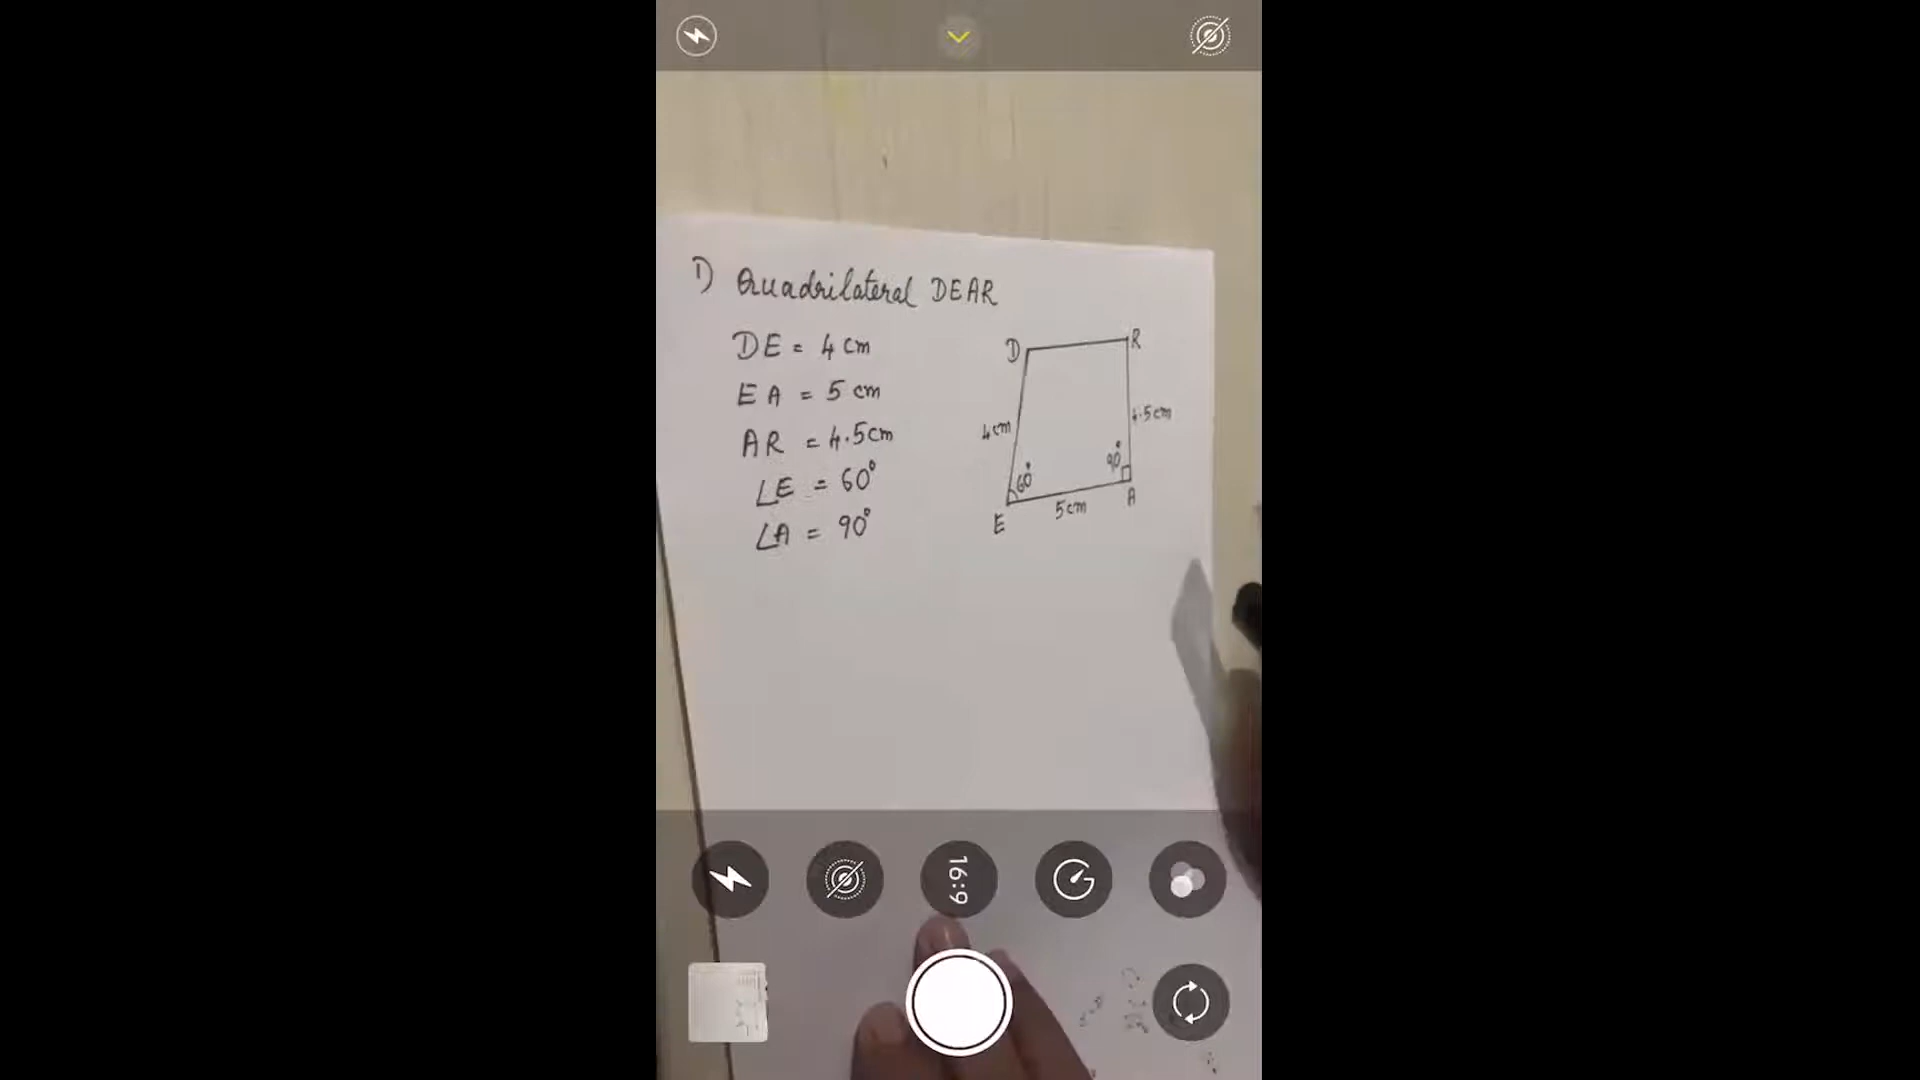 1) Quadrilateral DEAR
DE = 4 cm
EA = 5 cm
AR = 4.5cm
∠E = 60°
∠A = 90°
D
R
4cm
4.5cm
60°
90°
E
5cm
A
16:9